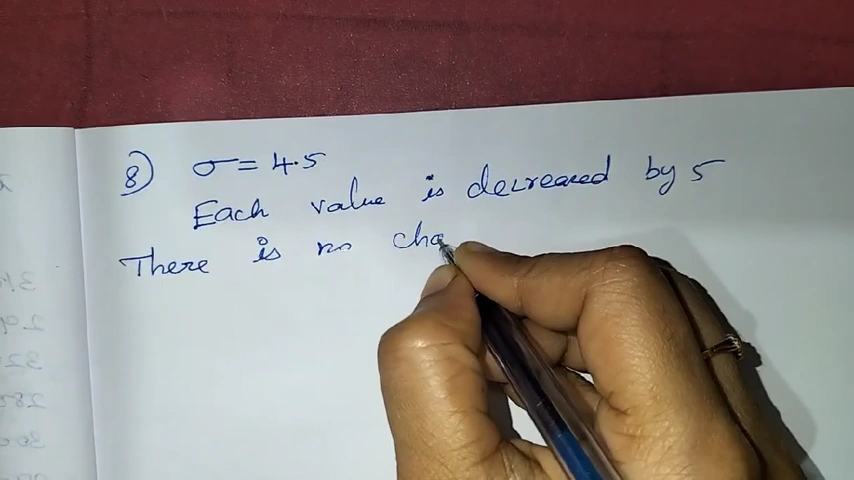 8) σ = 4.5
Each value is decreased by 5
There is no cha